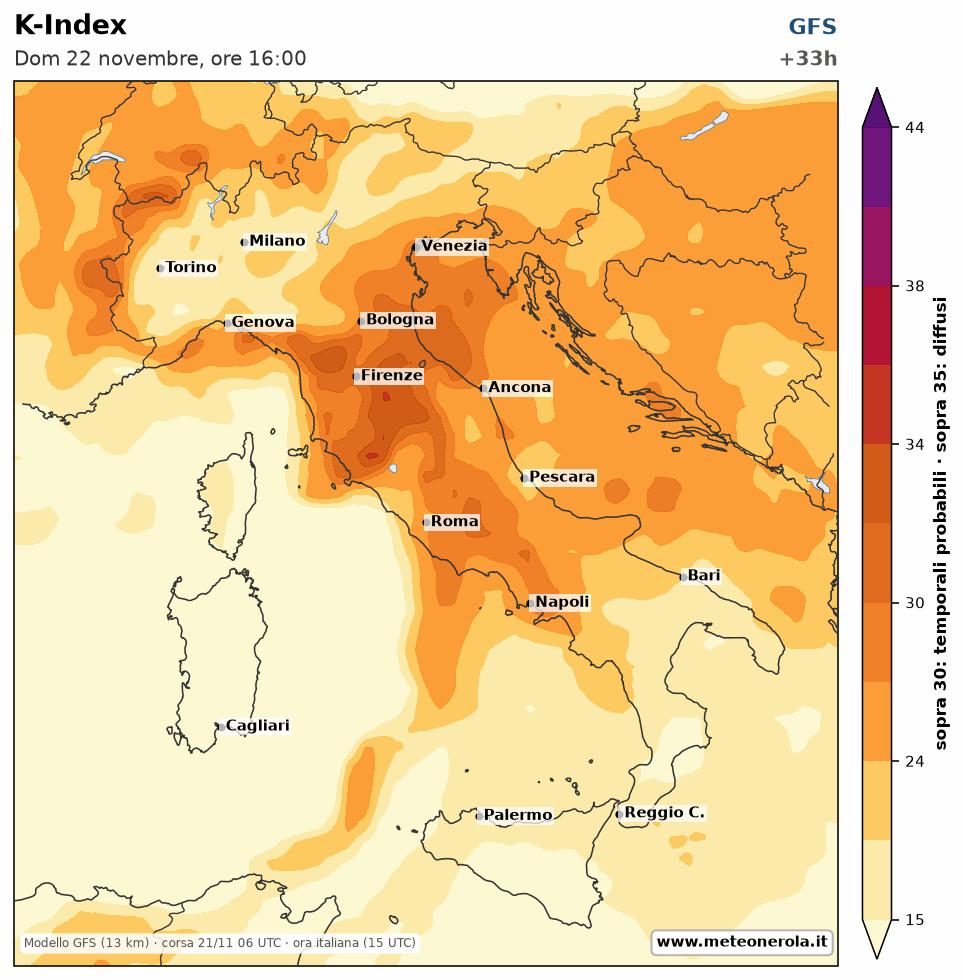 K-Index
GFS
Dom 22 novembre, ore 16:00
+33h
44
38
34
30
24
15
sopra 30: temporali probabili · sopra 35: diffusi
Milano
Venezia
Torino
Genova
Bologna
Firenze
Ancona
Pescara
Roma
Bari
Napoli
Cagliari
Palermo
Reggio C.
Modello GFS (13 km) · corsa 21/11 06 UTC · ora italiana (15 UTC)
www.meteonerola.it